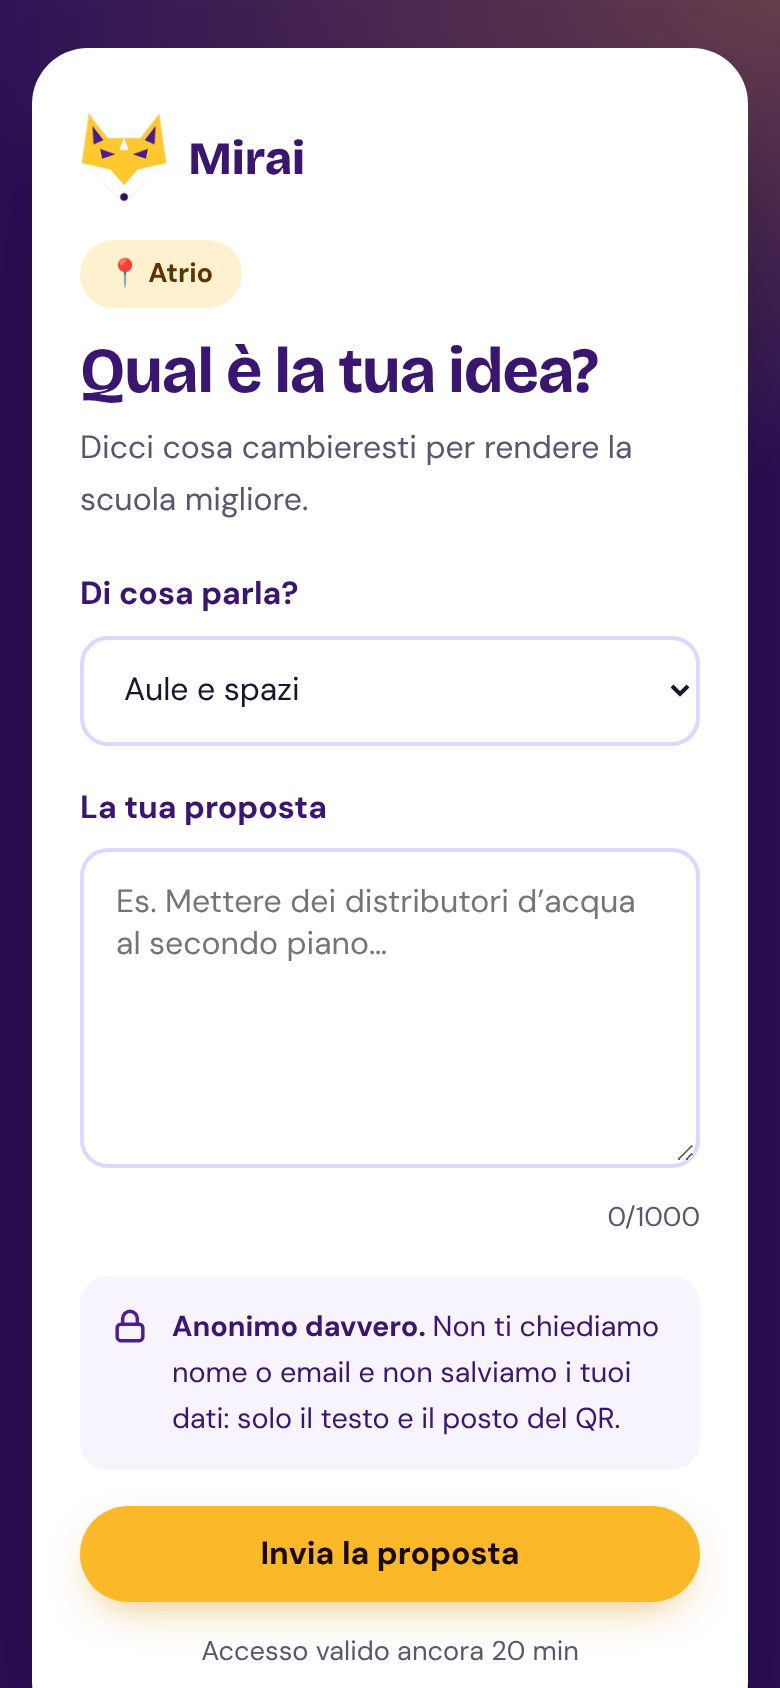 Mirai
Atrio
Qual è la tua idea?
Dicci cosa cambieresti per rendere la
scuola migliore.
Di cosa parla?
Aule e spazi
La tua proposta
Es. Mettere dei distributori d’acqua
al secondo piano…
0/1000
Anonimo davvero. Non ti chiediamo
nome o email e non salviamo i tuoi
dati: solo il testo e il posto del QR.
Invia la proposta
Accesso valido ancora 20 min